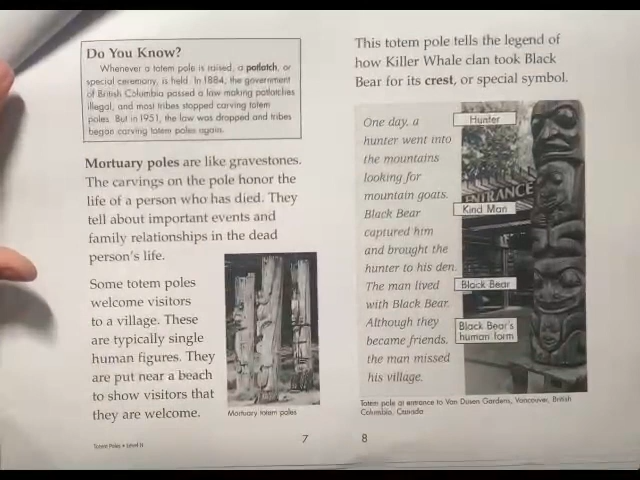 Do You Know?
Whenever a totem pole is raised, a potlatch, or
special ceremony, is held. In 1884, the government
of British Columbia passed a law making potlatches
illegal, and most tribes stopped carving totem
poles. But in 1951, the law was dropped and tribes
began carving totem poles again.
Mortuary poles are like gravestones.
The carvings on the pole honor the
life of a person who has died. They
tell about important events and
family relationships in the dead
person's life.
Some totem poles
welcome visitors
to a village. These
are typically single
human figures. They
are put near a beach
to show visitors that
they are welcome.
Mortuary totem poles
Totem Poles • Level N
7
This totem pole tells the legend of
how Killer Whale clan took Black
Bear for its crest, or special symbol.
One day, a
hunter went into
the mountains
looking for
mountain goats.
Black Bear
captured him
and brought the
hunter to his den.
The man lived
with Black Bear.
Although they
became friends,
the man missed
his village.
Hunter
ENTRANCE
Kind Man
Black Bear
Black Bear's
human form
Totem pole at entrance to Van Dusen Gardens, Vancouver, British
Columbia, Canada
8